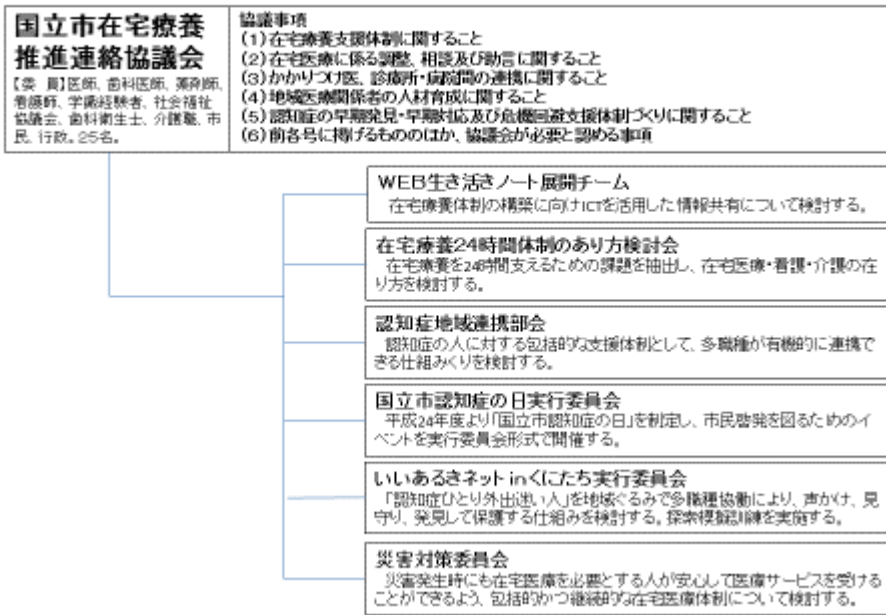 国立市在宅療養
推進連絡協議会
【委 員】医師、歯科医師、薬剤師、
看護師、学識経験者、社会福祉
協議会、歯科衛生士、介護職、市
民、行政。25名。
協議事項
(1)在宅療養支援体制に関すること
(2)在宅医療に係る調整、相談及び助言に関すること
(3)かかりつけ医、診療所・病院間の連携に関すること
(4)地域医療関係者の人材育成に関すること
(5)認知症の早期発見・早期対応及び危機回避支援体制づくりに関すること
(6)前各号に掲げるもののほか、協議会が必要と認める事項
WEB生き活きノート展開チーム
在宅療養体制の構築に向けICTを活用した情報共有について検討する。
在宅療養24時間体制のあり方検討会
在宅療養を24時間支えるための課題を抽出し、在宅医療・看護・介護の在
り方を検討する。
認知症地域連携部会
認知症の人に対する包括的な支援体制として、多職種が有機的に連携で
きる仕組みくりを検討する。
国立市認知症の日実行委員会
平成24年度より「国立市認知症の日」を制定し、市民啓発を図るためのイ
ベントを実行委員会形式で開催する。
いいあるきネット inくにたち実行委員会
「認知症ひとり外出迷い人」を地域ぐるみで多職種協働により、声かけ、見
守り、発見して保護する仕組みを検討する。探索模擬訓練を実施する。
災害対策委員会
災害発生時にも在宅医療を必要とする人が安心して医療サービスを受ける
ことができるよう、包括的かつ継続的な在宅医療体制について検討する。